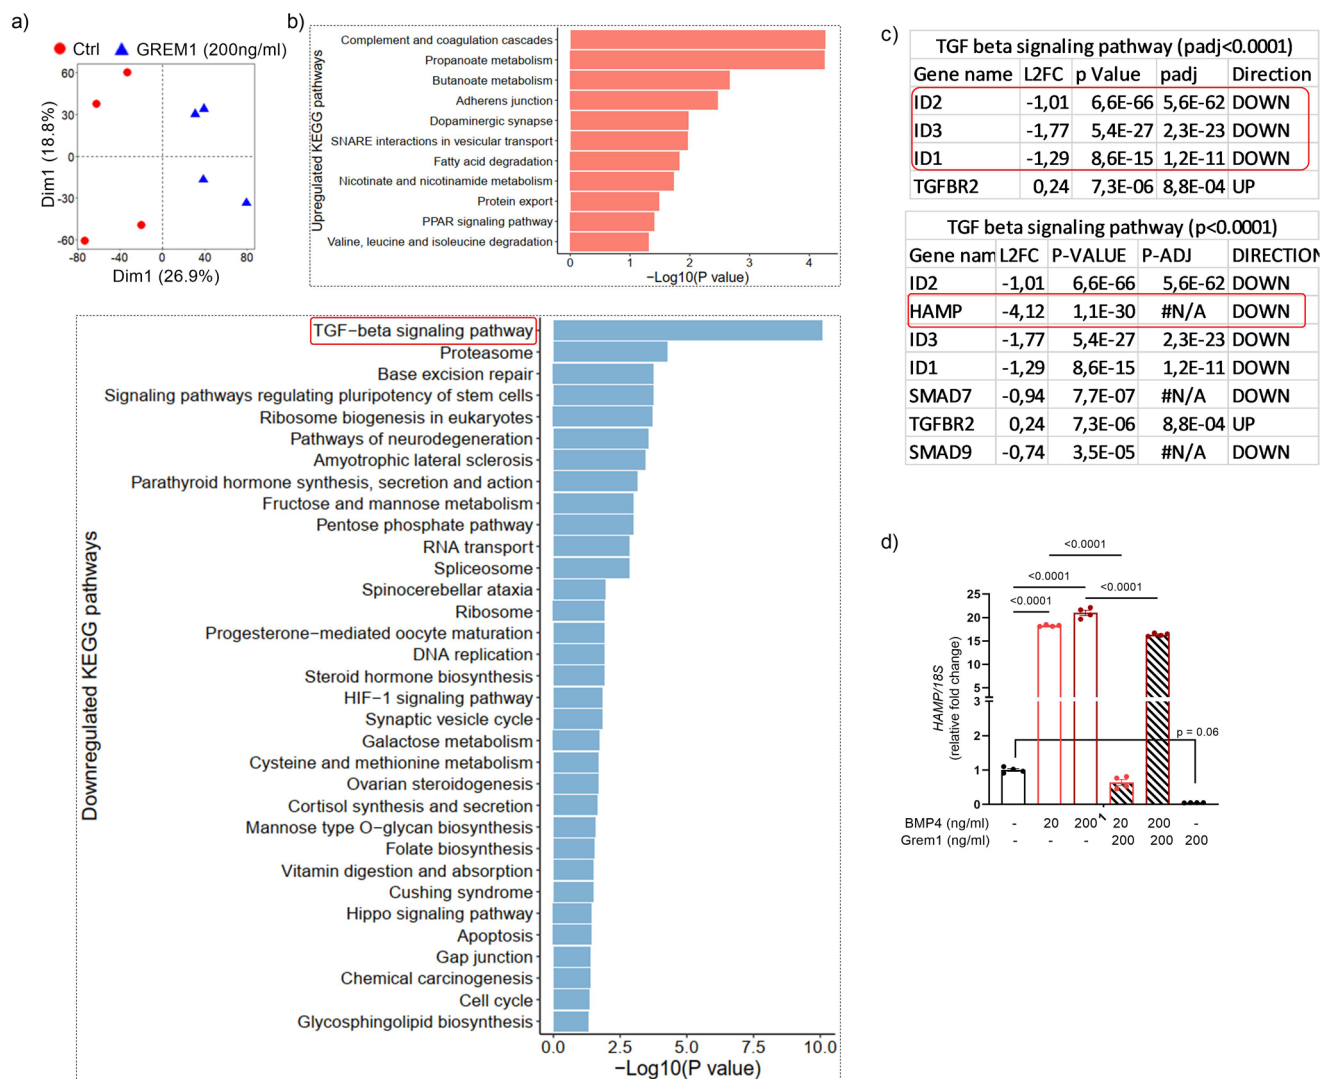 a)
Ctrl GREM1 (200ng/ml)
Dim1 (18.8%)
60
30
0
-30
-60
-80 -40 0 40 80
Dim1 (26.9%)
b)
Upregulated KEGG pathways
Complement and coagulation cascades
Propanoate metabolism
Butanoate metabolism
Adherens junction
Dopaminergic synapse
SNARE interactions in vesicular transport
Fatty acid degradation
Nicotinate and nicotinamide metabolism
Protein export
PPAR signaling pathway
Valine, leucine and isoleucine degradation
0 1 2 3 4
−Log10(P value)
Downregulated KEGG pathways
TGF−beta signaling pathway
Proteasome
Base excision repair
Signaling pathways regulating pluripotency of stem cells
Ribosome biogenesis in eukaryotes
Pathways of neurodegeneration
Amyotrophic lateral sclerosis
Parathyroid hormone synthesis, secretion and action
Fructose and mannose metabolism
Pentose phosphate pathway
RNA transport
Spliceosome
Spinocerebellar ataxia
Ribosome
Progesterone−mediated oocyte maturation
DNA replication
Steroid hormone biosynthesis
HIF−1 signaling pathway
Synaptic vesicle cycle
Galactose metabolism
Cysteine and methionine metabolism
Ovarian steroidogenesis
Cortisol synthesis and secretion
Mannose type O−glycan biosynthesis
Folate biosynthesis
Vitamin digestion and absorption
Cushing syndrome
Hippo signaling pathway
Apoptosis
Gap junction
Chemical carcinogenesis
Cell cycle
Glycosphingolipid biosynthesis
0.0 2.5 5.0 7.5 10.0
−Log10(P value)
c)
TGF beta signaling pathway (padj<0.0001)
Gene name L2FC p Value padj Direction
ID2 -1,01 6,6E-66 5,6E-62 DOWN
ID3 -1,77 5,4E-27 2,3E-23 DOWN
ID1 -1,29 8,6E-15 1,2E-11 DOWN
TGFBR2 0,24 7,3E-06 8,8E-04 UP
TGF beta signaling pathway (p<0.0001)
Gene nam L2FC P-VALUE P-ADJ DIRECTION
ID2 -1,01 6,6E-66 5,6E-62 DOWN
HAMP -4,12 1,1E-30 #N/A DOWN
ID3 -1,77 5,4E-27 2,3E-23 DOWN
ID1 -1,29 8,6E-15 1,2E-11 DOWN
SMAD7 -0,94 7,7E-07 #N/A DOWN
TGFBR2 0,24 7,3E-06 8,8E-04 UP
SMAD9 -0,74 3,5E-05 #N/A DOWN
d)
<0.0001
<0.0001
<0.0001 <0.0001
HAMP/18S
(relative fold change)
25
20
15
10
5
3
2
1
0
p = 0.06
BMP4 (ng/ml) - 20 200 20 200 -
Grem1 (ng/ml) - - - 200 200 200